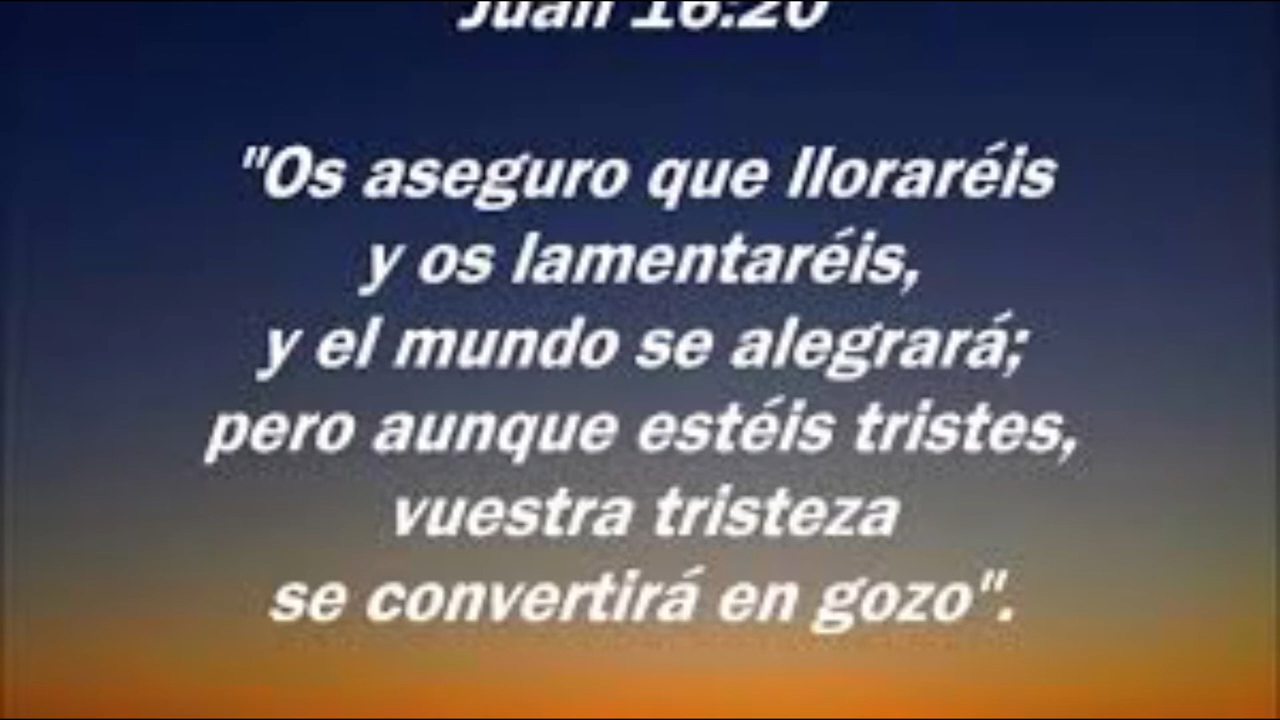 Juan 16:20
"Os aseguro que lloraréis
y os lamentaréis,
y el mundo se alegrará;
pero aunque estéis tristes,
vuestra tristeza
se convertirá en gozo".